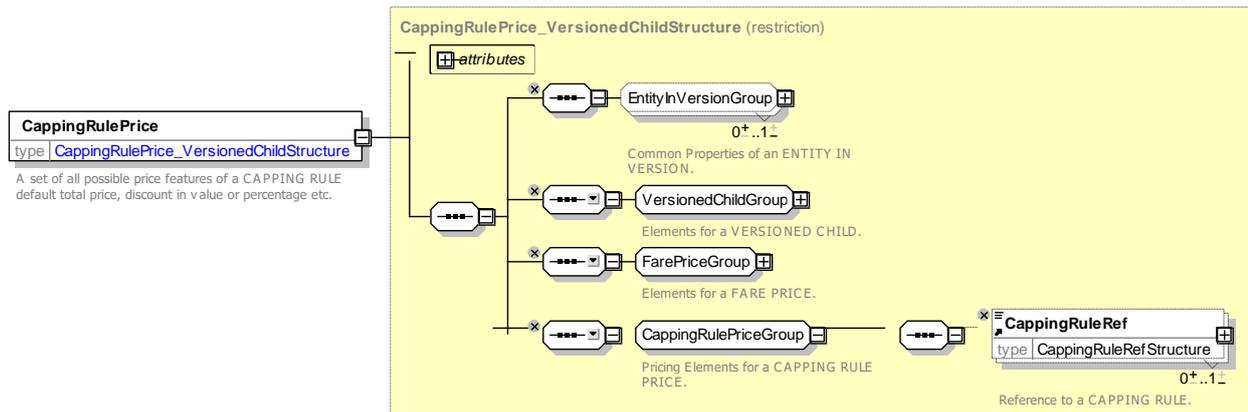 CappingRulePrice_VersionedChildStructure (restriction)
attributes
EntityInVersionGroup
0+..1
Common Properties of an ENTITY IN
VERSION.
CappingRulePrice
type CappingRulePrice_VersionedChildStructure
A set of all possible price features of a CAPPING RULE
default total price, discount in value or percentage etc.
VersionedChildGroup
Elements for a VERSIONED CHILD.
FarePriceGroup
Elements for a FARE PRICE.
CappingRulePriceGroup
Pricing Elements for a CAPPING RULE
PRICE.
CappingRuleRef
type CappingRuleRefStructure
0+..1
Reference to a CAPPING RULE.